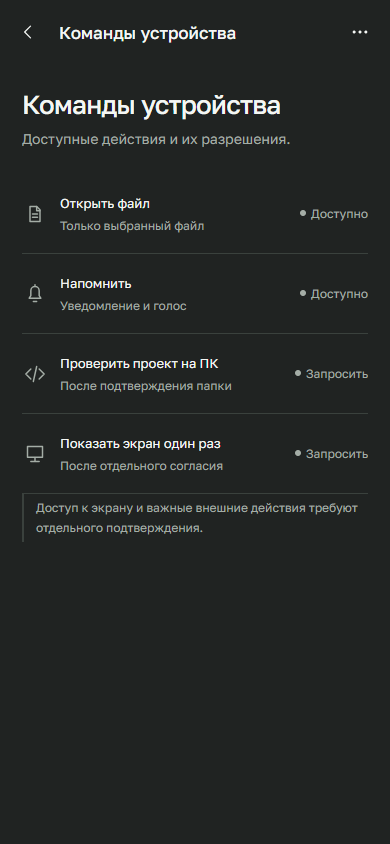 Команды устройства
Команды устройства
Доступные действия и их разрешения.
Открыть файл
Только выбранный файл
Доступно
Напомнить
Уведомление и голос
Доступно
Проверить проект на ПК
После подтверждения папки
Запросить
Показать экран один раз
После отдельного согласия
Запросить
Доступ к экрану и важные внешние действия требуют
отдельного подтверждения.